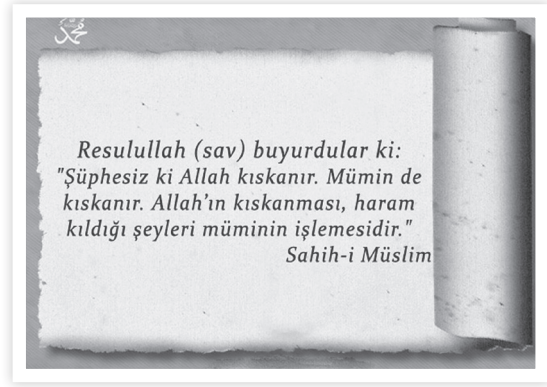 Resulullah (sav) buyurdular ki:
"Şüphesiz ki Allah kıskanır. Mümin de
kıskanır. Allah'ın kıskanması, haram
kıldığı şeyleri müminin işlemesidir."
Sahih-i Müslim